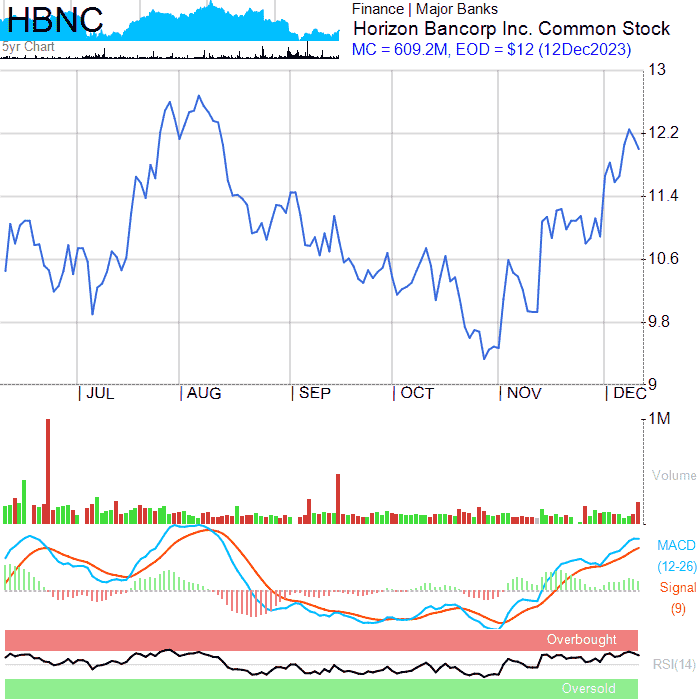 HBNC
5yr Chart
Finance | Major Banks
Horizon Bancorp Inc. Common Stock
MC = 609.2M, EOD = $12 (12Dec2023)
13
12.2
11.4
10.6
9.8
9
| JUL | AUG | SEP | OCT | NOV | DEC
1M
Volume
MACD
(12-26)
Signal
(9)
Overbought
RSI(14)
Oversold